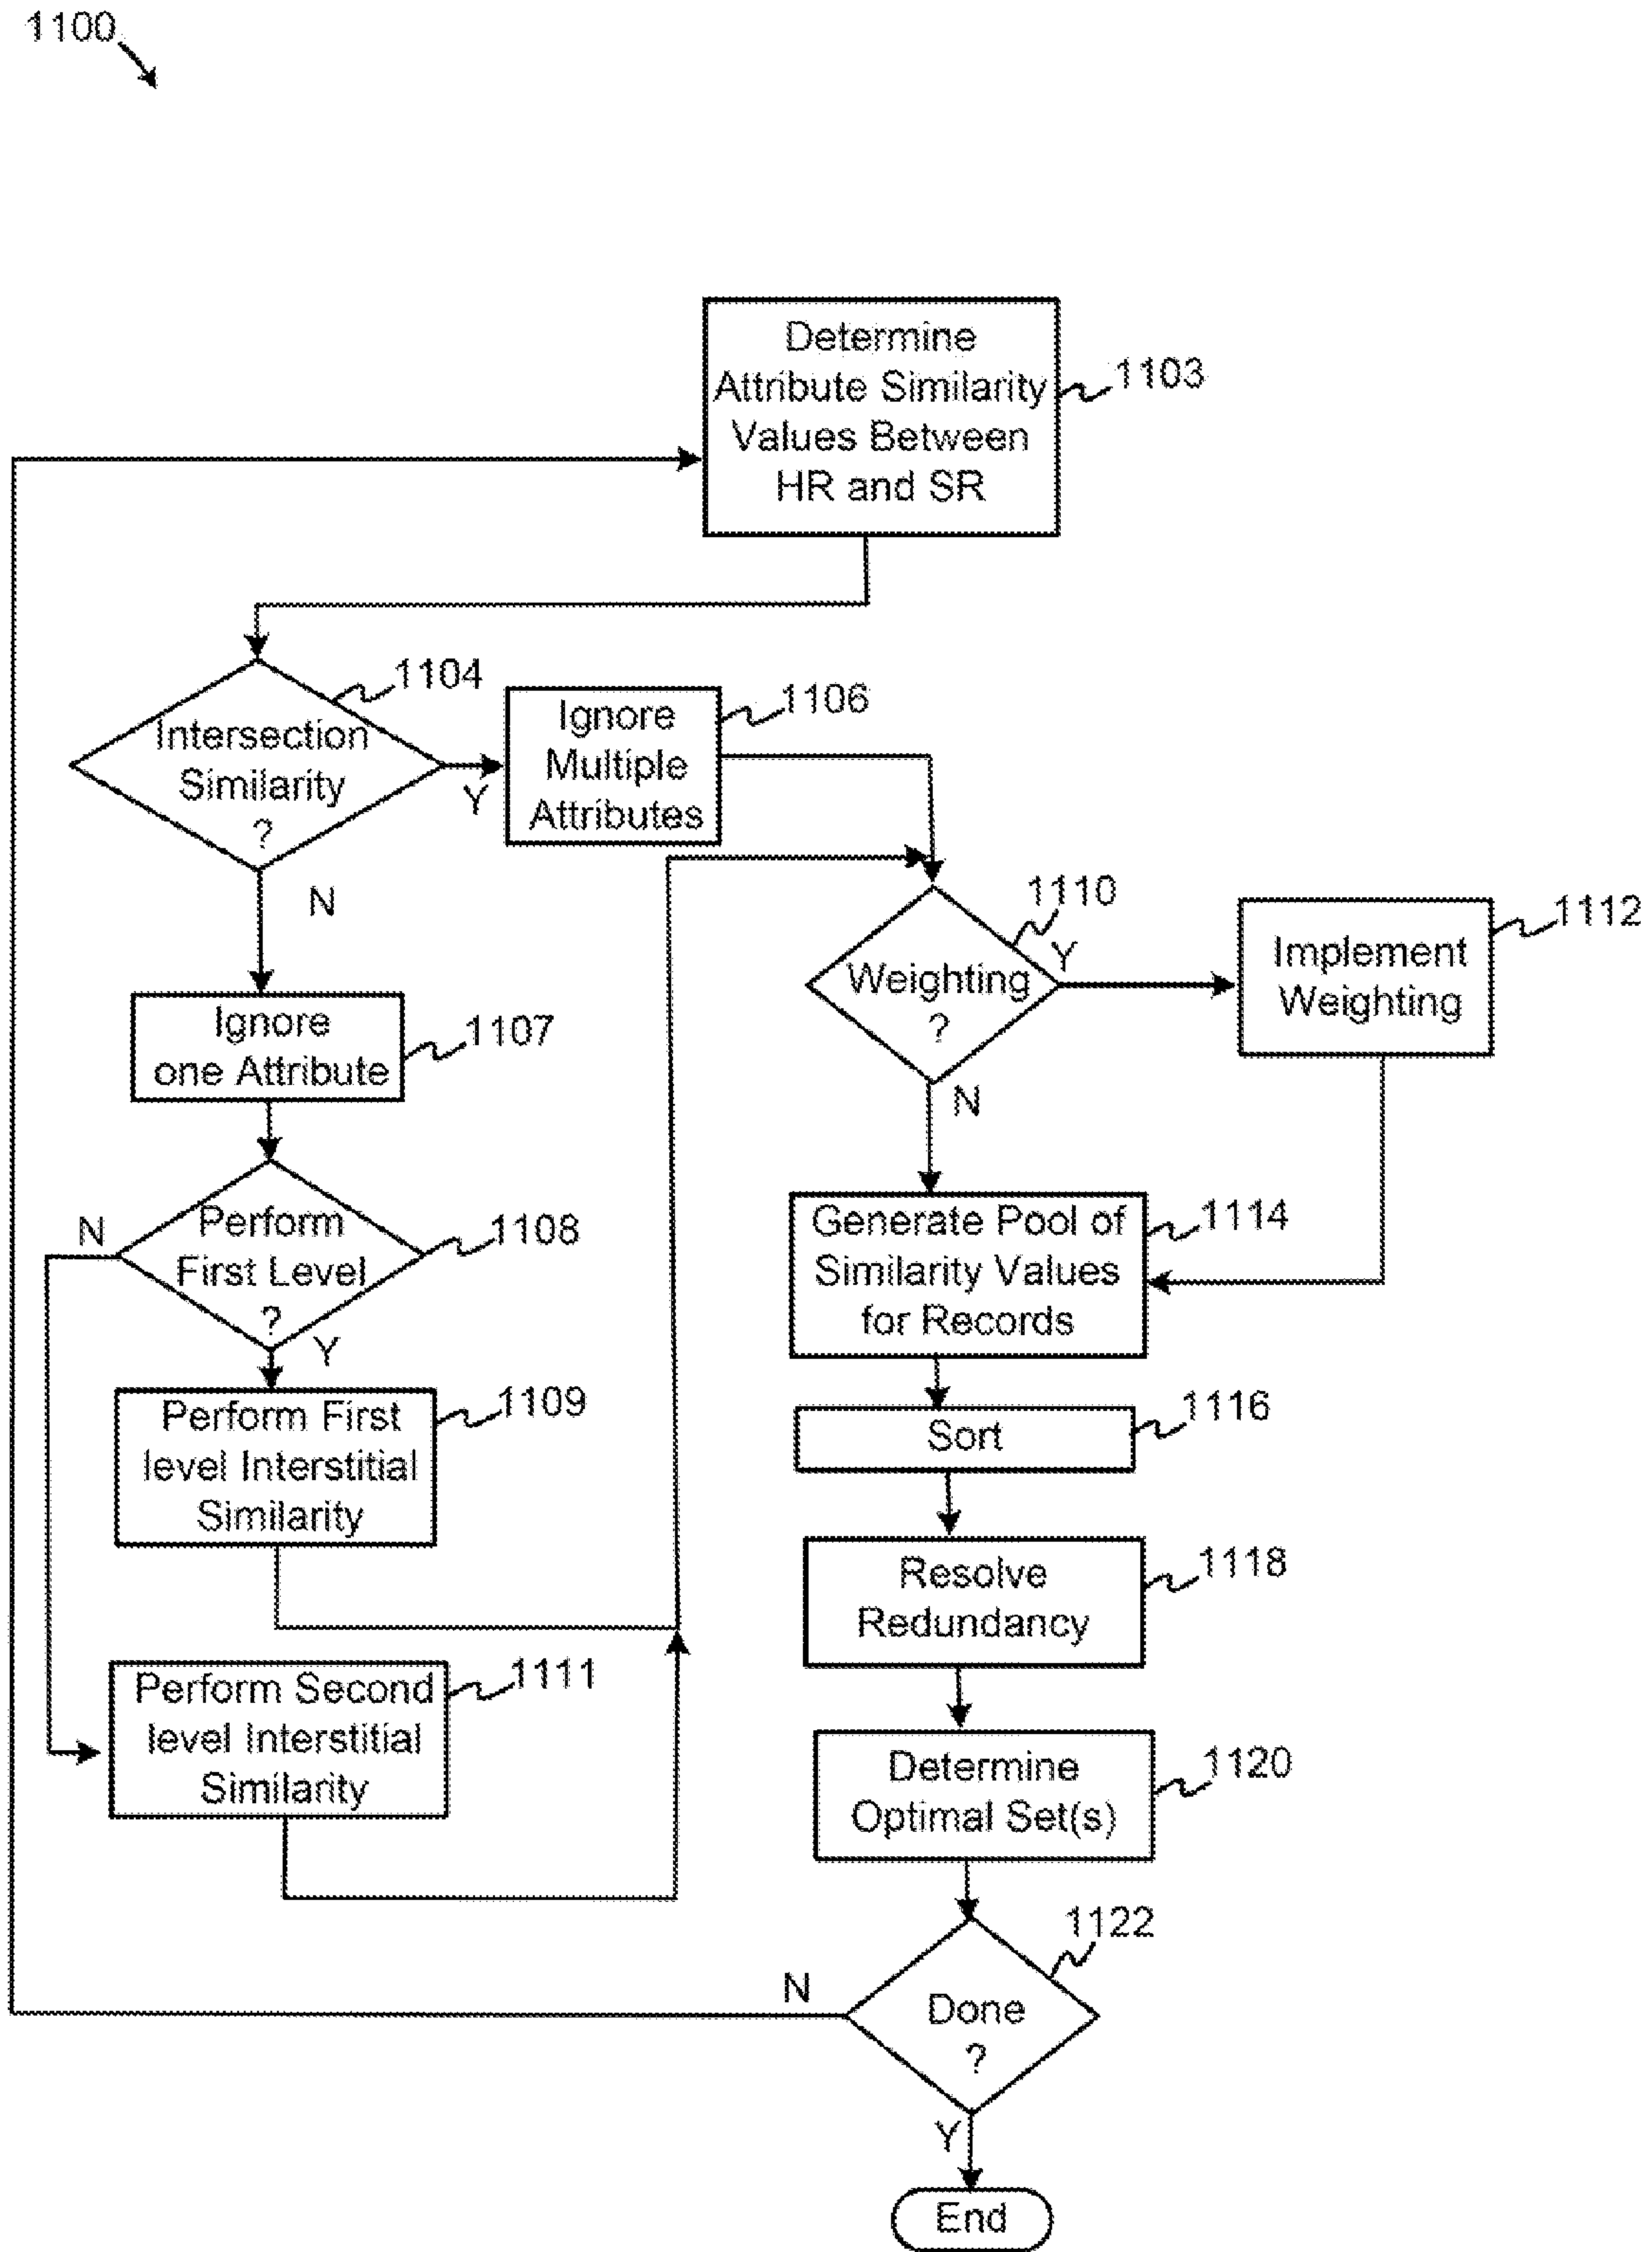 1100
Determine
Attribute Similarity
Values Between
HR and SR
1103
Intersection
Similarity
?
1104
Y
N
Ignore
Multiple
Attributes
1106
Ignore
one Attribute
1107
Perform
First Level
?
1108
N
Y
Perform First
level Interstitial
Similarity
1109
Perform Second
level Interstitial
Similarity
1111
Weighting
?
1110
Y
N
Implement
Weighting
1112
Generate Pool of
Similarity Values
for Records
1114
Sort
1116
Resolve
Redundancy
1118
Determine
Optimal Set(s)
1120
Done
?
1122
N
Y
End